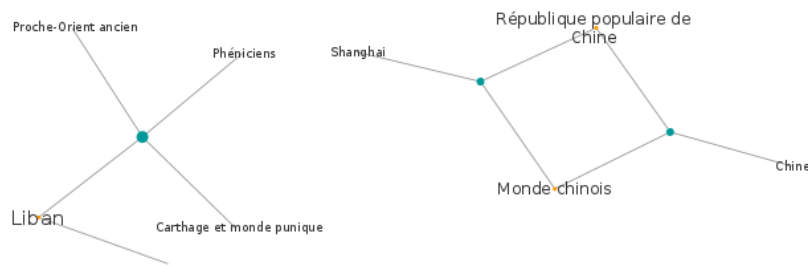 Proche-Orient ancien
Phéniciens
Liban
Carthage et monde punique
République populaire de
Chine
Shanghai
Monde chinois
Chine